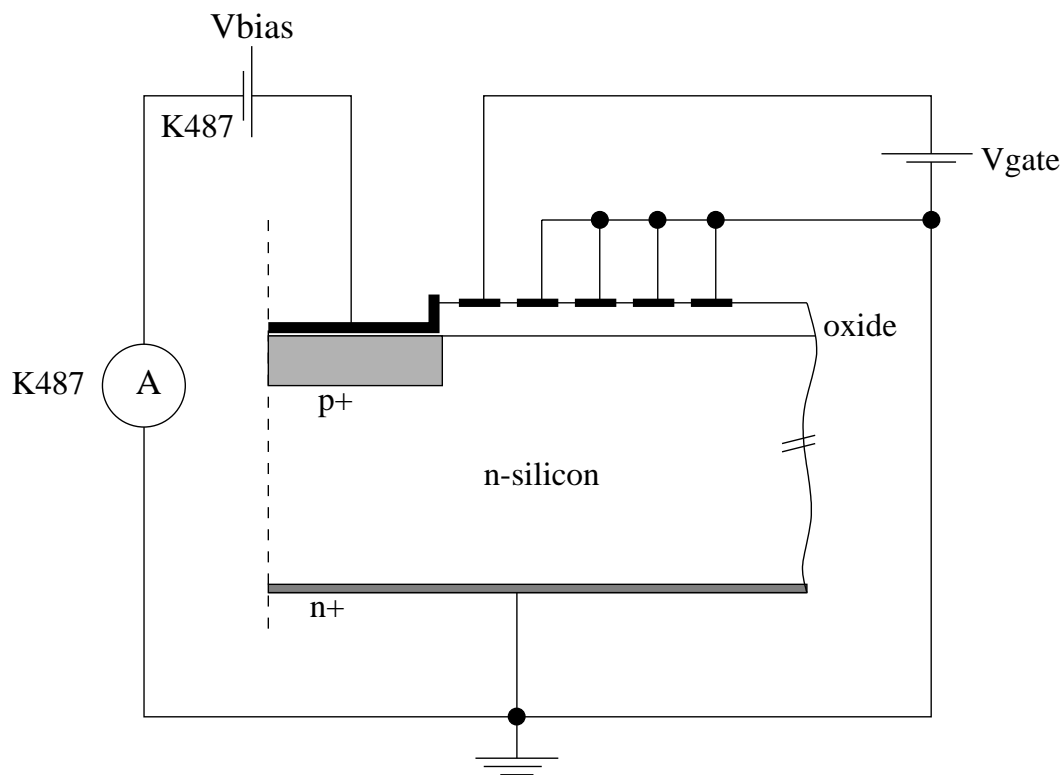 Vbias
K487
Vgate
oxide
K487
A
p+
n-silicon
n+